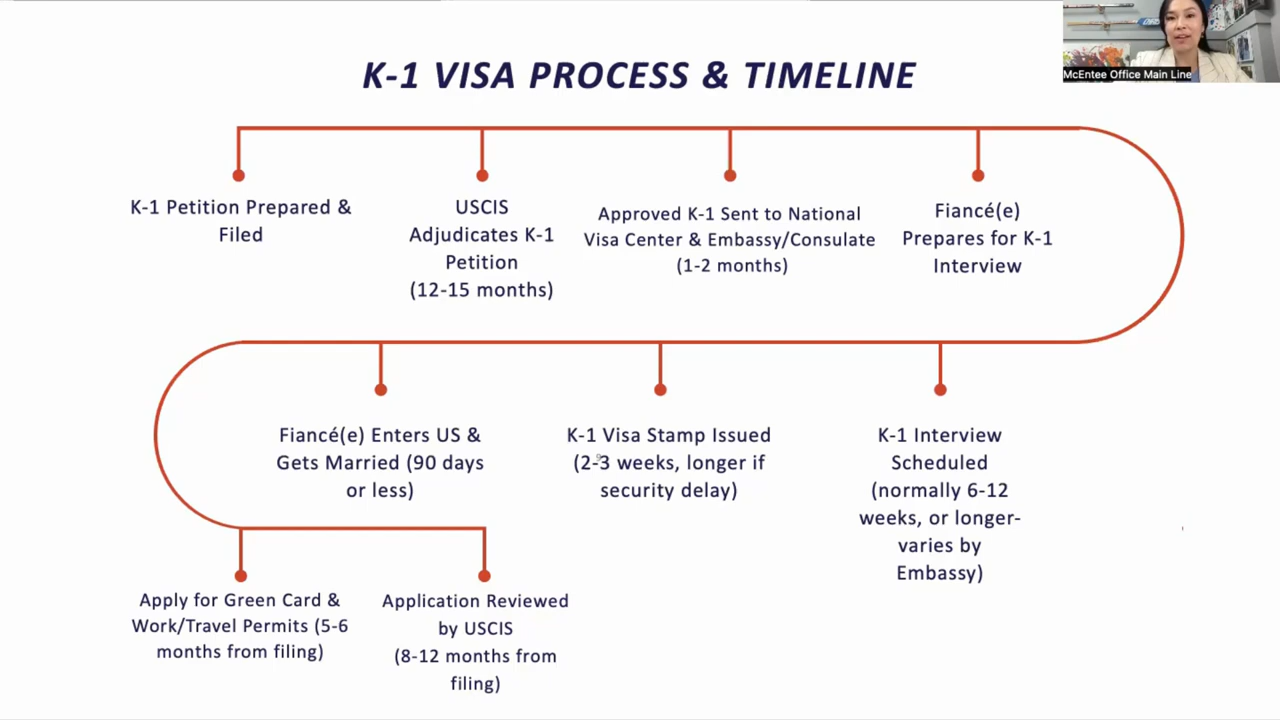 K-1 VISA PROCESS & TIMELINE
McEntee Office Main Line
K-1 Petition Prepared &
Filed
USCIS
Adjudicates K-1
Petition
(12-15 months)
Approved K-1 Sent to National
Visa Center & Embassy/Consulate
(1-2 months)
Fiancé(e)
Prepares for K-1
Interview
K-1 Interview
Scheduled
(normally 6-12
weeks, or longer-
varies by
Embassy)
K-1 Visa Stamp Issued
(2-3 weeks, longer if
security delay)
Fiancé(e) Enters US &
Gets Married (90 days
or less)
Apply for Green Card &
Work/Travel Permits (5-6
months from filing)
Application Reviewed
by USCIS
(8-12 months from
filing)